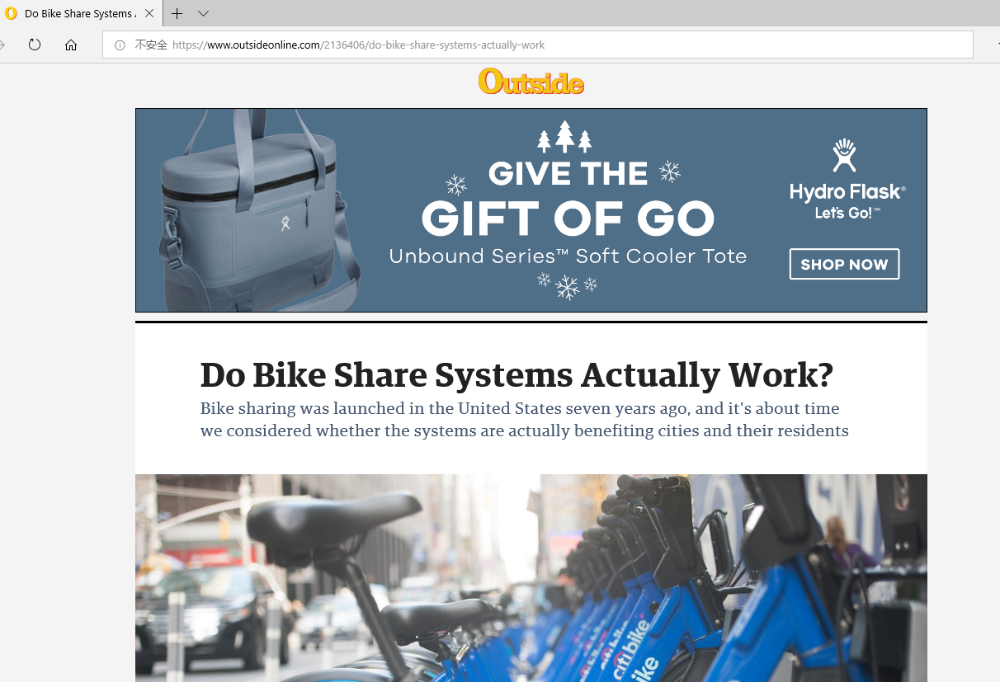 Do Bike Share Systems
不安全 https://www.outsideonline.com/2136406/do-bike-share-systems-actually-work
Outside
GIVE THE
GIFT OF GO
Unbound Series™ Soft Cooler Tote
Hydro Flask®
Let's Go!™
SHOP NOW
Do Bike Share Systems Actually Work?
Bike sharing was launched in the United States seven years ago, and it's about time
we considered whether the systems are actually benefiting cities and their residents
citi bike
bike